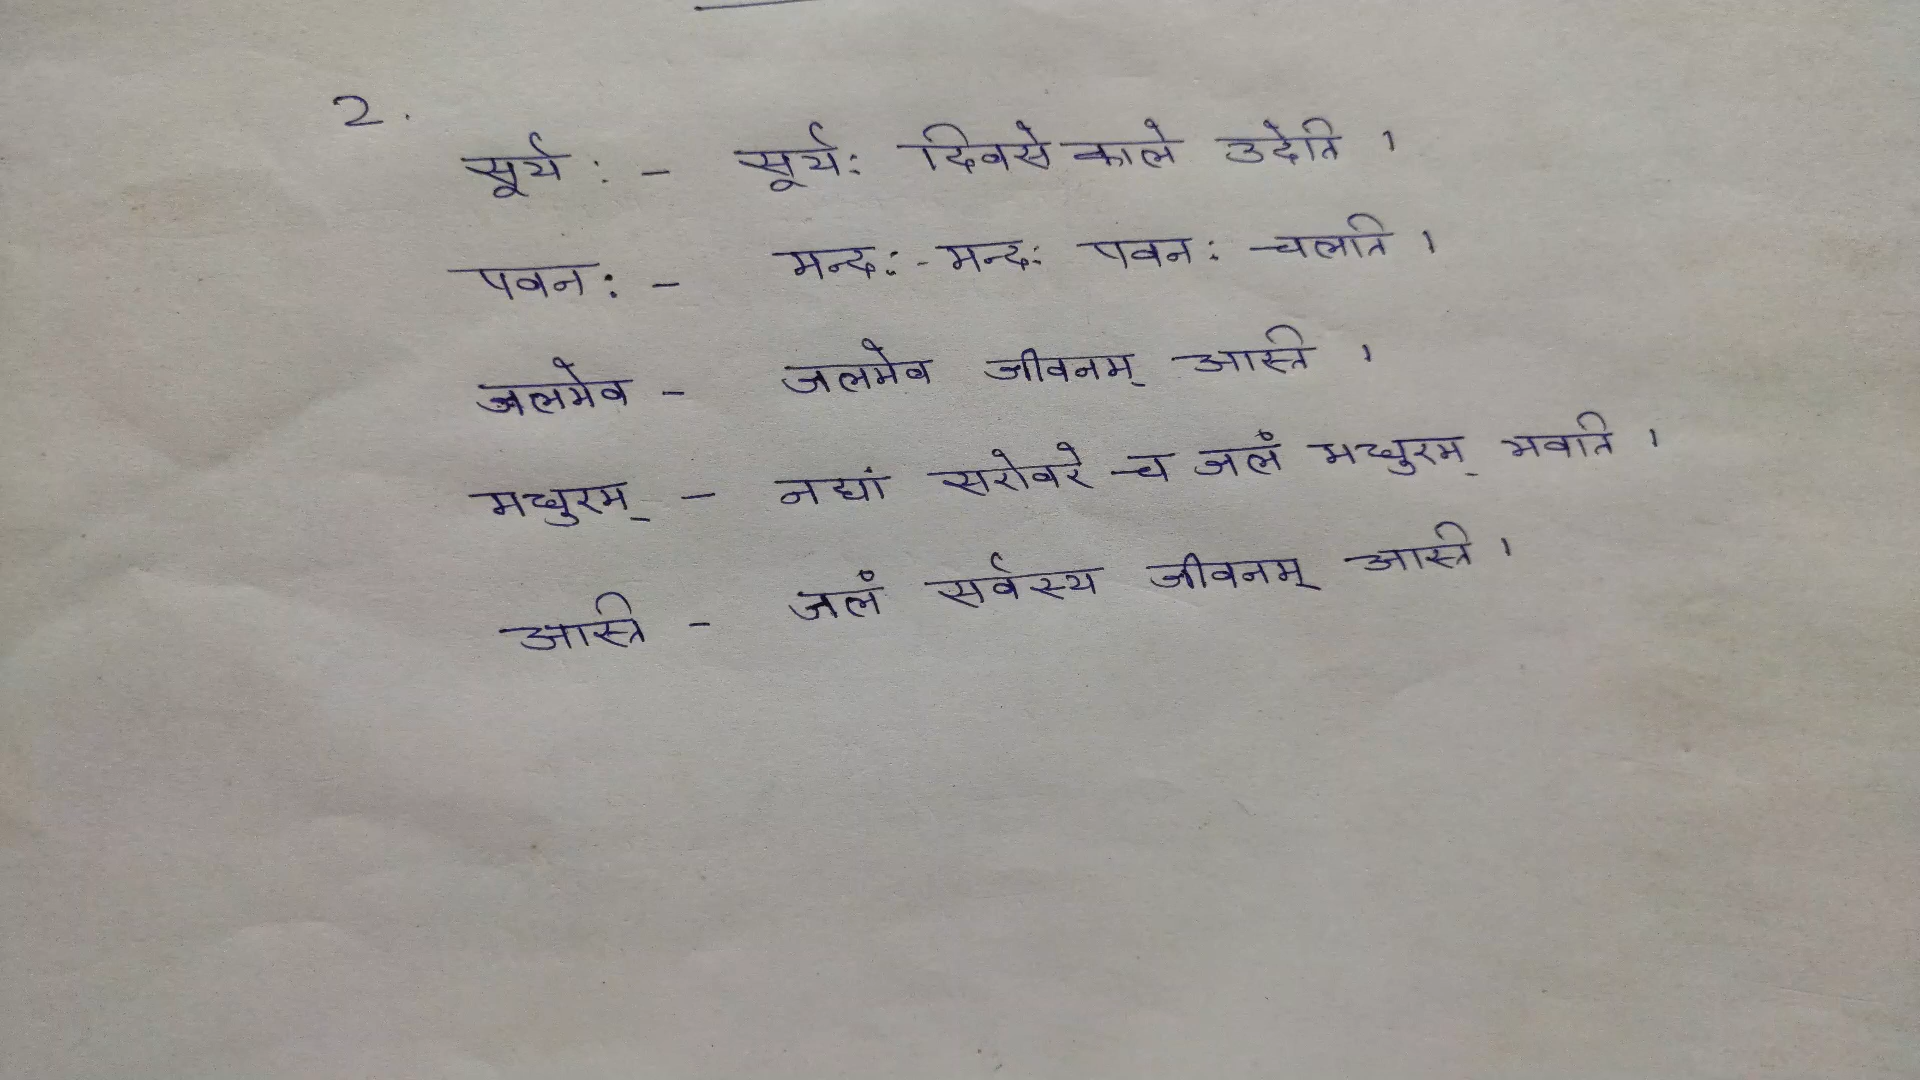 2.
सूर्य : - सूर्य: दिवसे काले उदेति ।
पवन : - मन्द: - मन्द: पवन : चलति ।
जलमेव - जलमेव जीवनम् अस्ति ।
मधुरम् - नद्यां सरोवरे च जलं मधुरम् भवति ।
अस्ति - जलं सर्वस्य जीवनम् अस्ति ।